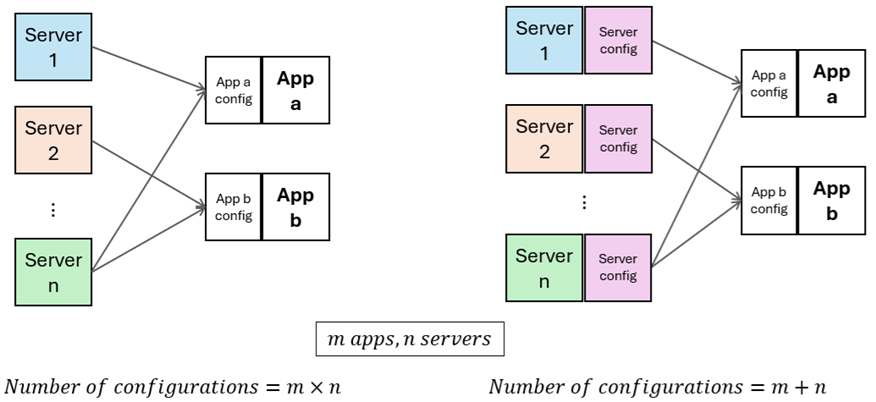 Server
1
App a
config
App
a
Server
2
⋮
App b
config
App
b
Server
n
Server
1
Server
config
App a
config
App
a
Server
2
Server
config
⋮
App b
config
App
b
Server
n
Server
config
m apps, n servers
Number of configurations = m × n
Number of configurations = m + n